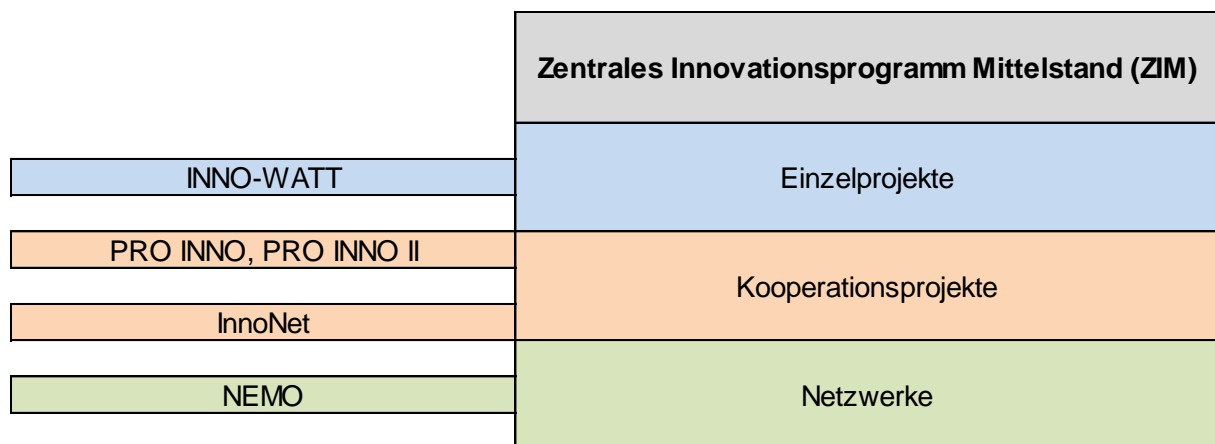 Zentrales Innovationsprogramm Mittelstand (ZIM)
INNO-WATT
Einzelprojekte
PRO INNO, PRO INNO II
Kooperationsprojekte
InnoNet
NEMO
Netzwerke